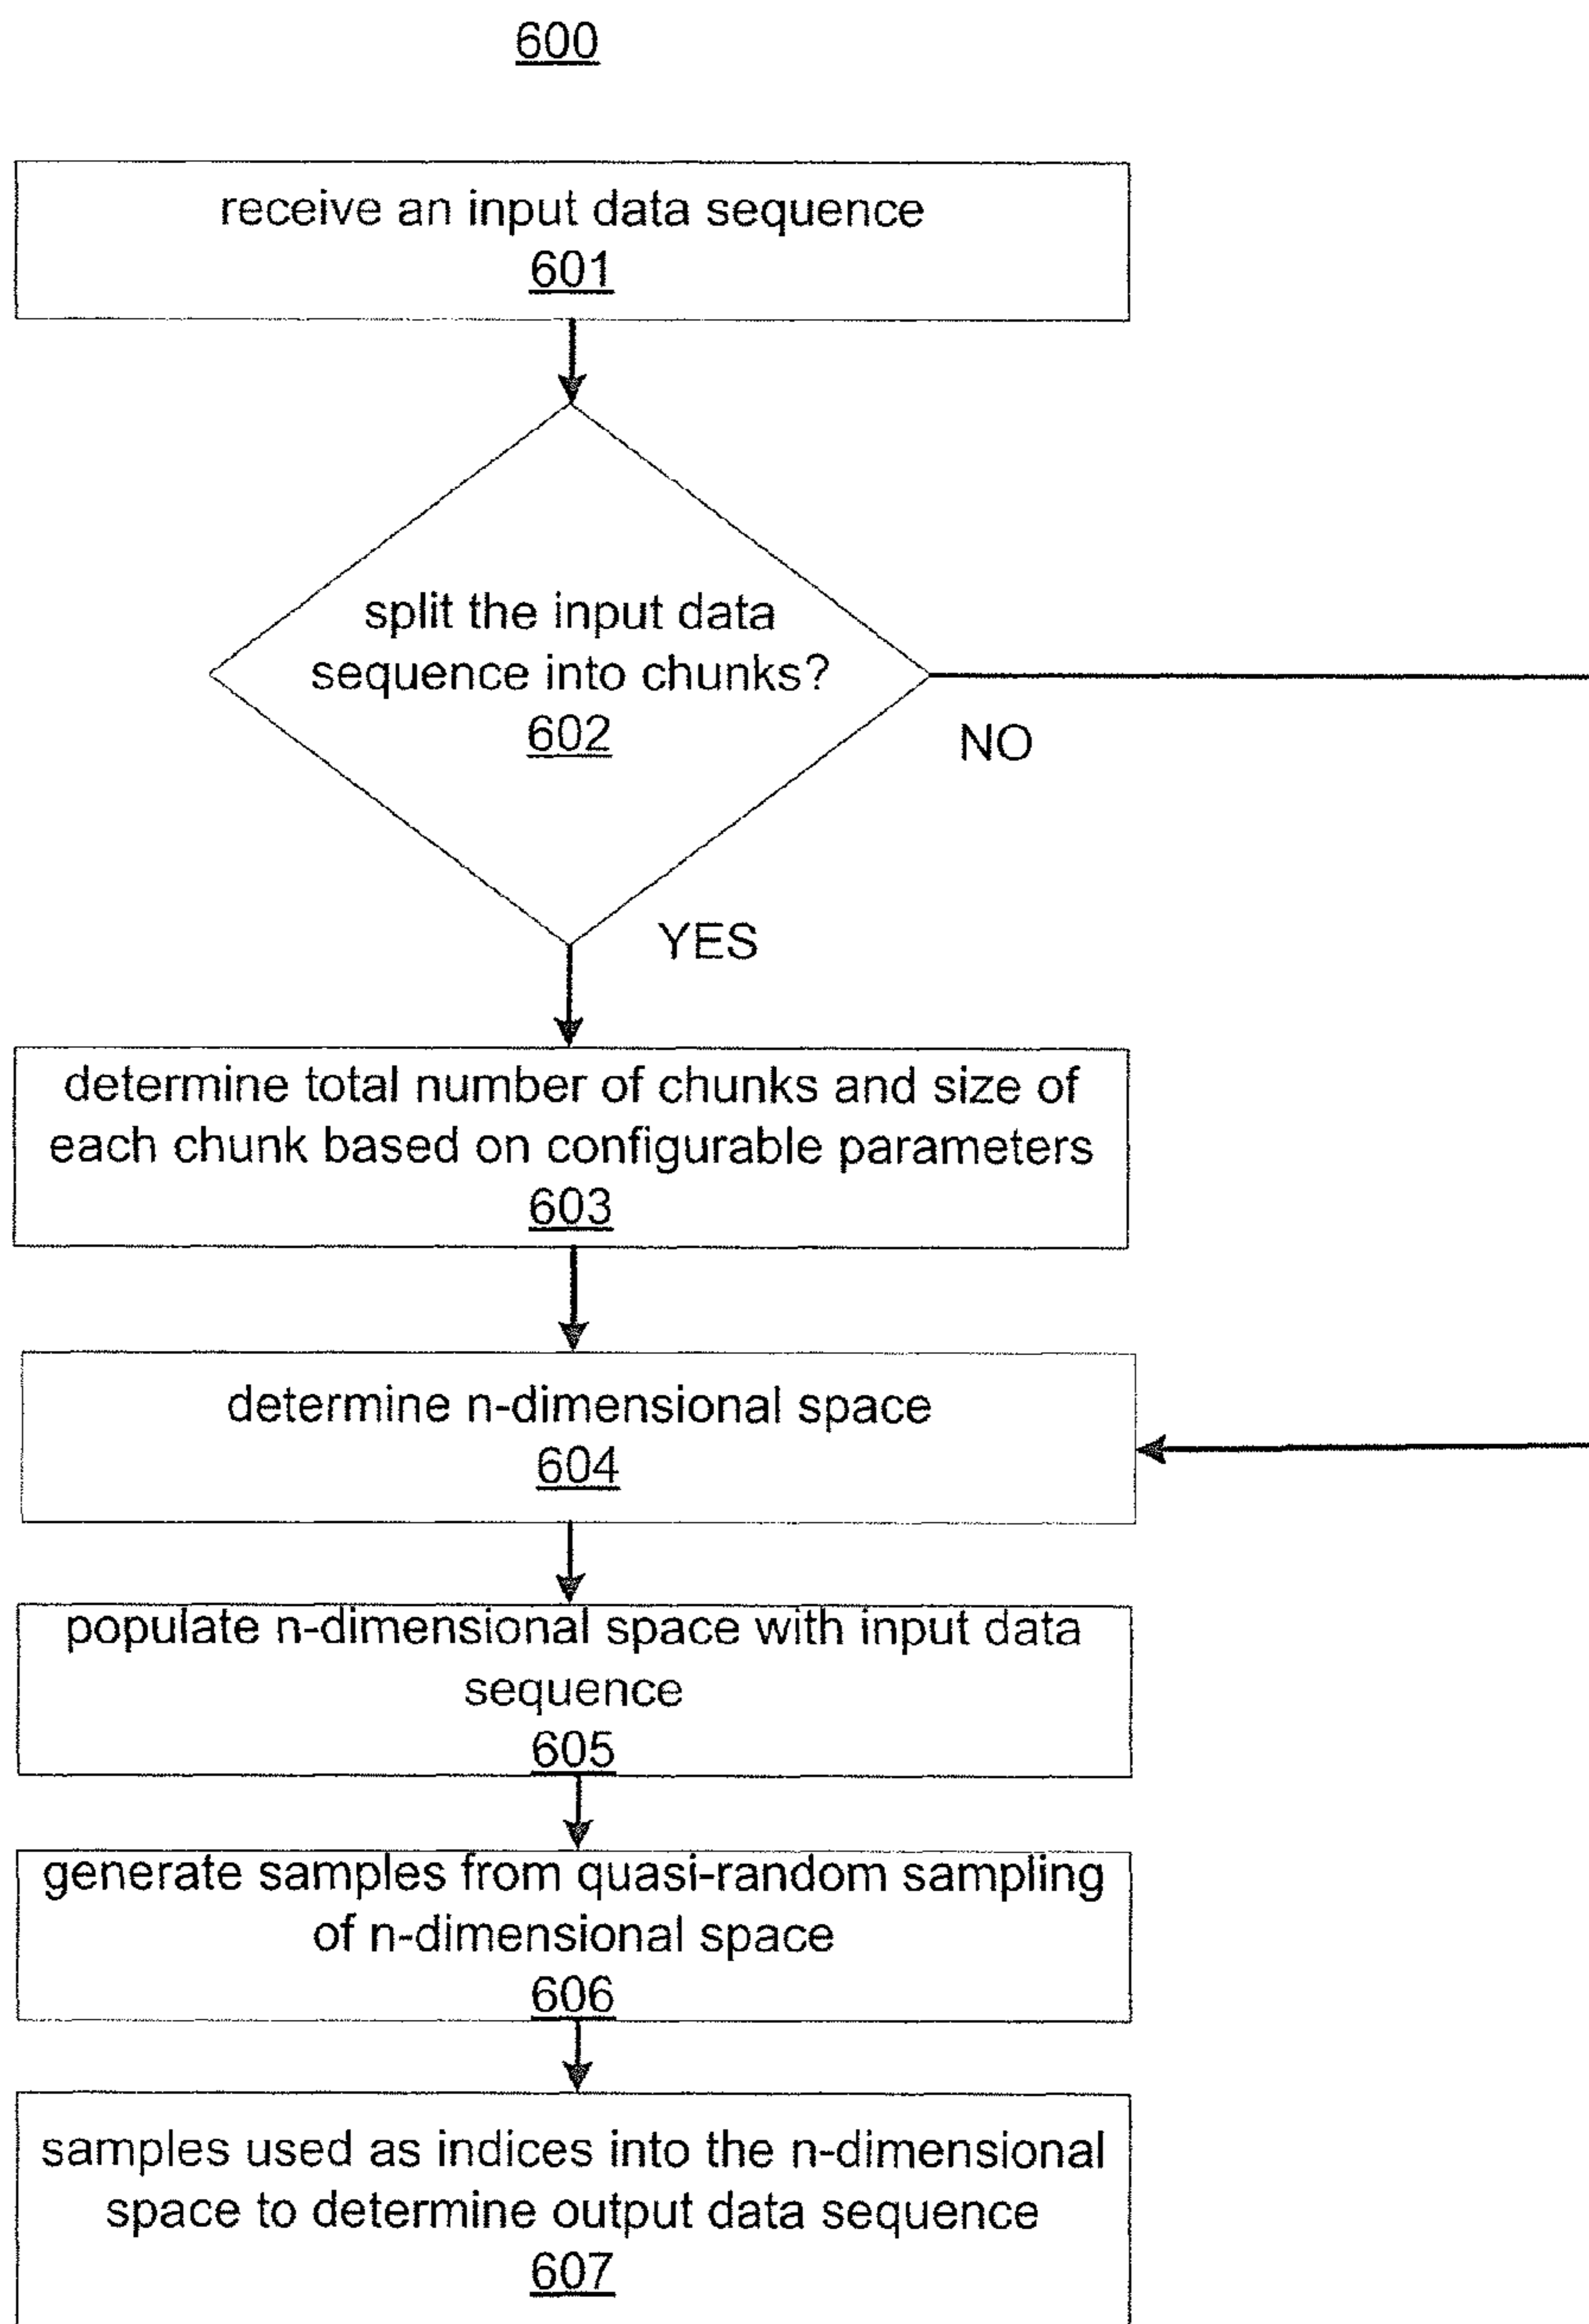 600
receive an input data sequence
601
split the input data
sequence into chunks?
602
NO
YES
determine total number of chunks and size of
each chunk based on configurable parameters
603
determine n-dimensional space
604
populate n-dimensional space with input data
sequence
605
generate samples from quasi-random sampling
of n-dimensional space
606
samples used as indices into the n-dimensional
space to determine output data sequence
607